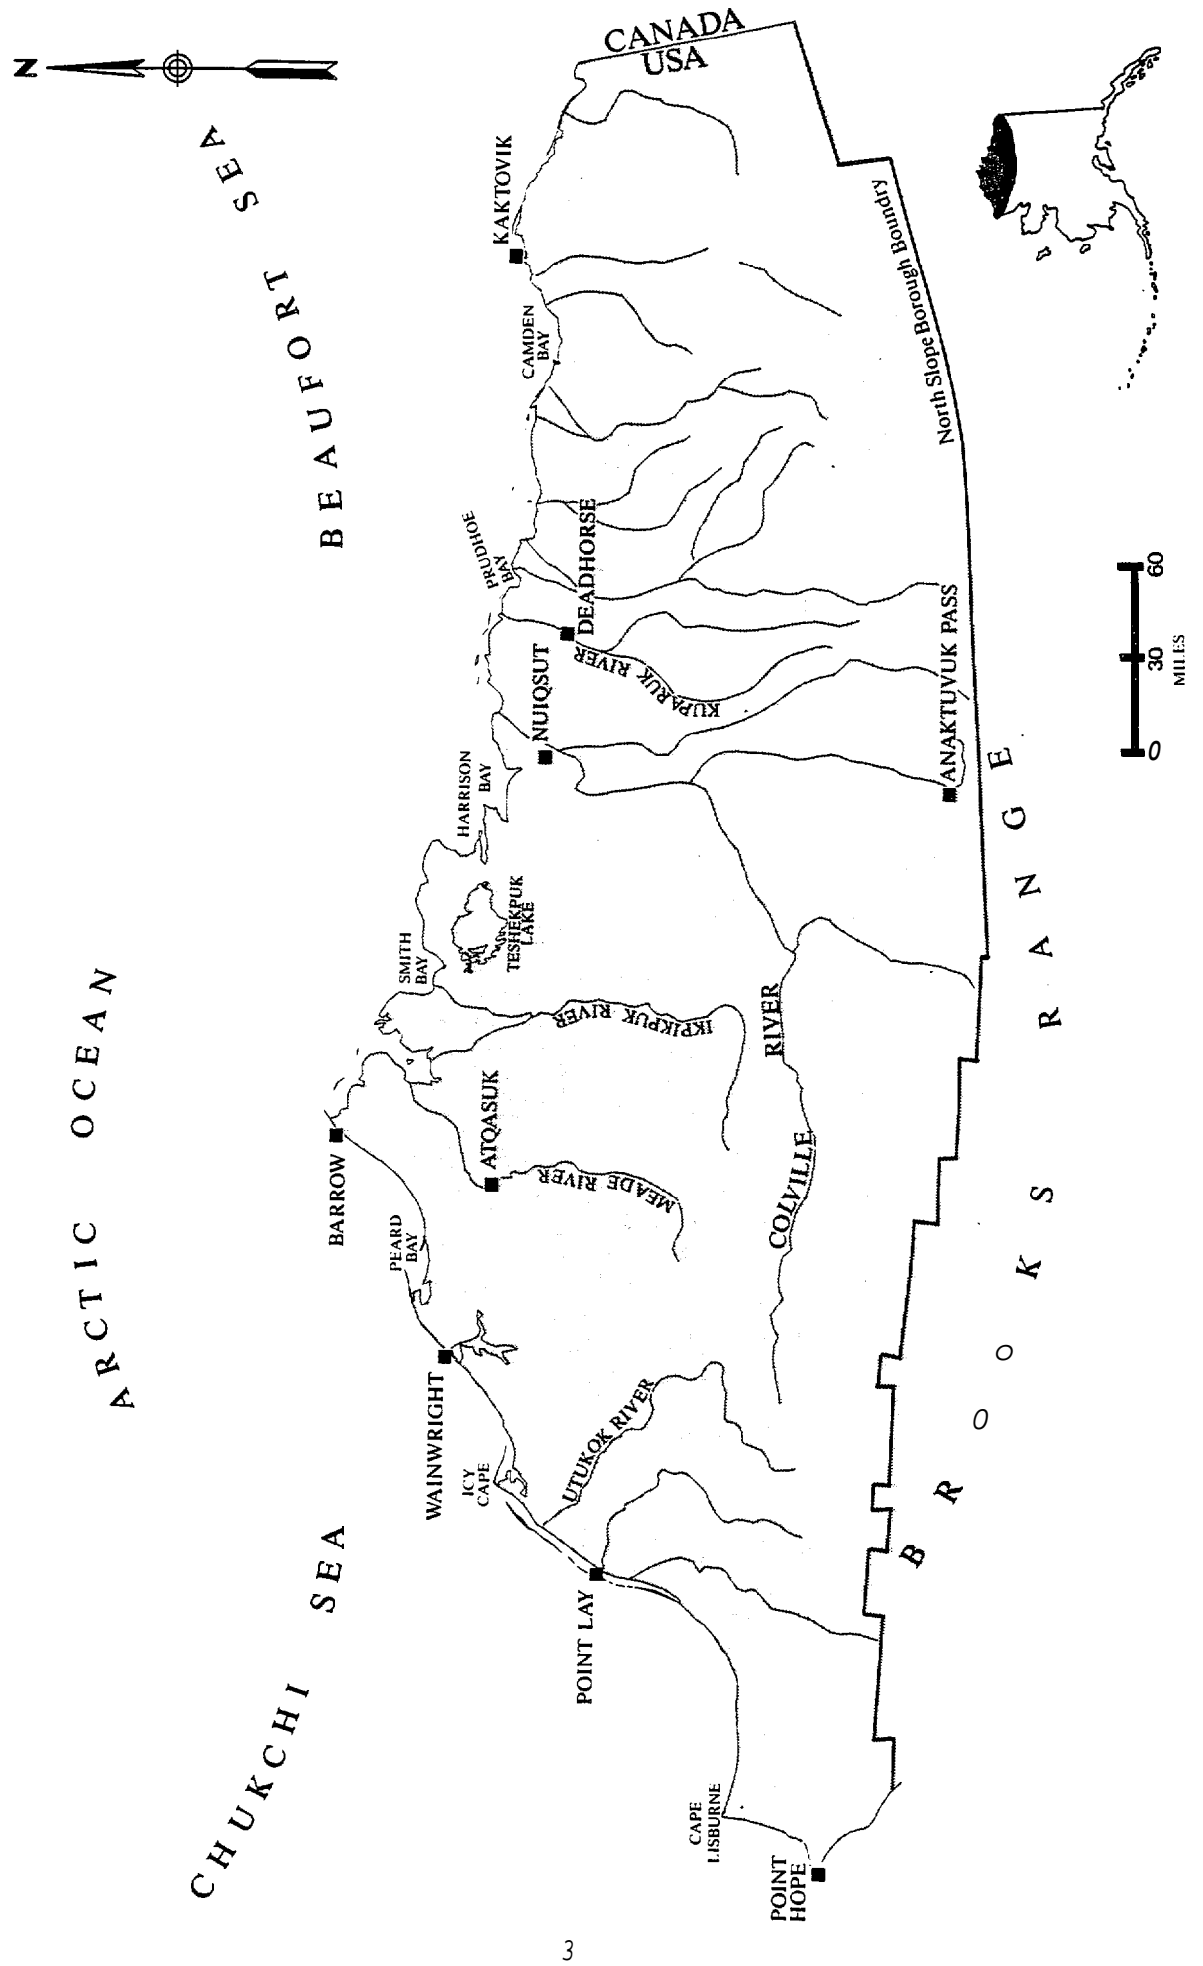 N
ARCTIC OCEAN
BEAUFORT SEA
CHUKCHI SEA
BARROW
PEARD
BAY
WAINWRIGHT
ICY
CAPE
POINT LAY
CAPE
LISBURNE
POINT
HOPE
ATQASUK
SMITH
BAY
TESHEKPUK
LAKE
HARRISON
BAY
NUIQSUT
PRUDHOE
BAY
DEADHORSE
CAMDEN
BAY
KAKTOVIK
CANADA
USA
UTUKOK RIVER
MEADE RIVER
IKPIKPUK RIVER
KUPARUK RIVER
COLVILLE RIVER
ANAKTUVUK PASS
North Slope Borough Boundry
BROOKS RANGE
0 30 60
MILES
3